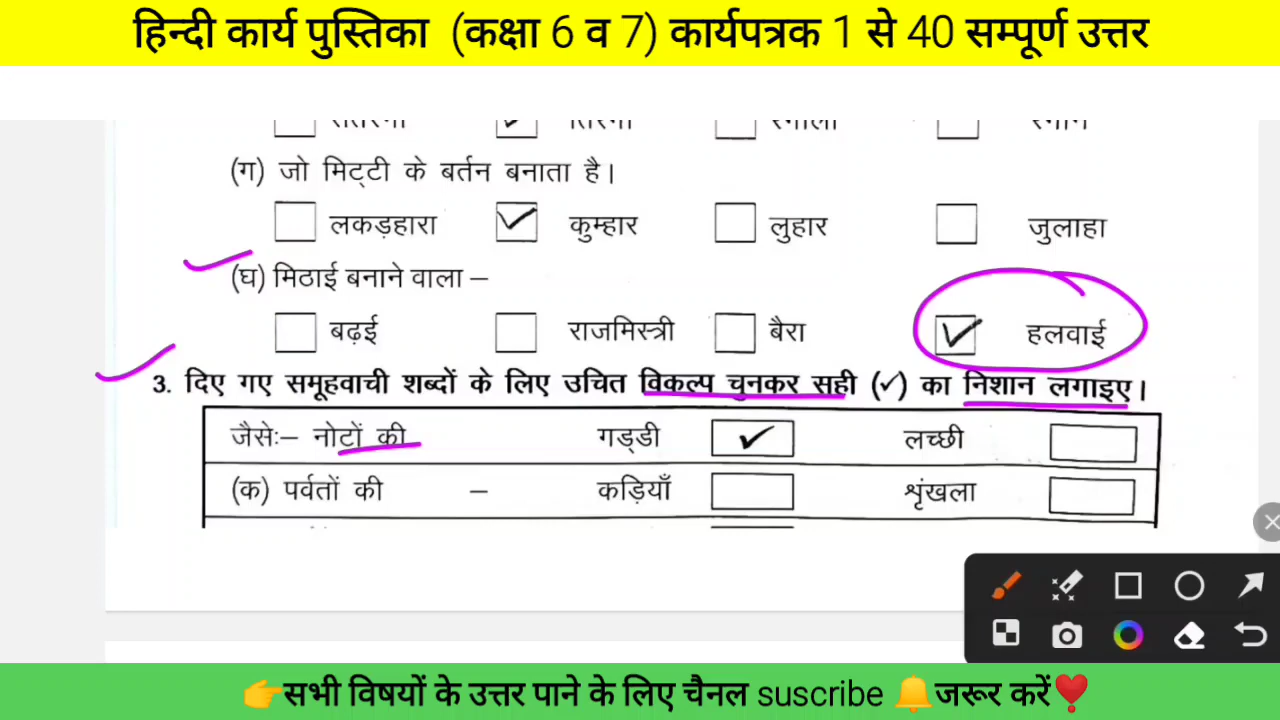 हिन्दी कार्य पुस्तिका (कक्षा 6 व 7) कार्यपत्रक 1 से 40 सम्पूर्ण उत्तर
(ग) जो मिट्टी के बर्तन बनाता है।
लकड़हारा कुम्हार लुहार जुलाहा
(घ) मिठाई बनाने वाला –
बढ़ई राजमिस्त्री बैरा हलवाई
3. दिए गए समूहवाची शब्दों के लिए उचित विकल्प चुनकर सही (✓) का निशान लगाइए।
जैसेः– नोटों की गड्डी ✓ लच्छी
(क) पर्वतों की – कड़ियाँ शृंखला
👉सभी विषयों के उत्तर पाने के लिए चैनल suscribe 🔔जरूर करें❣️